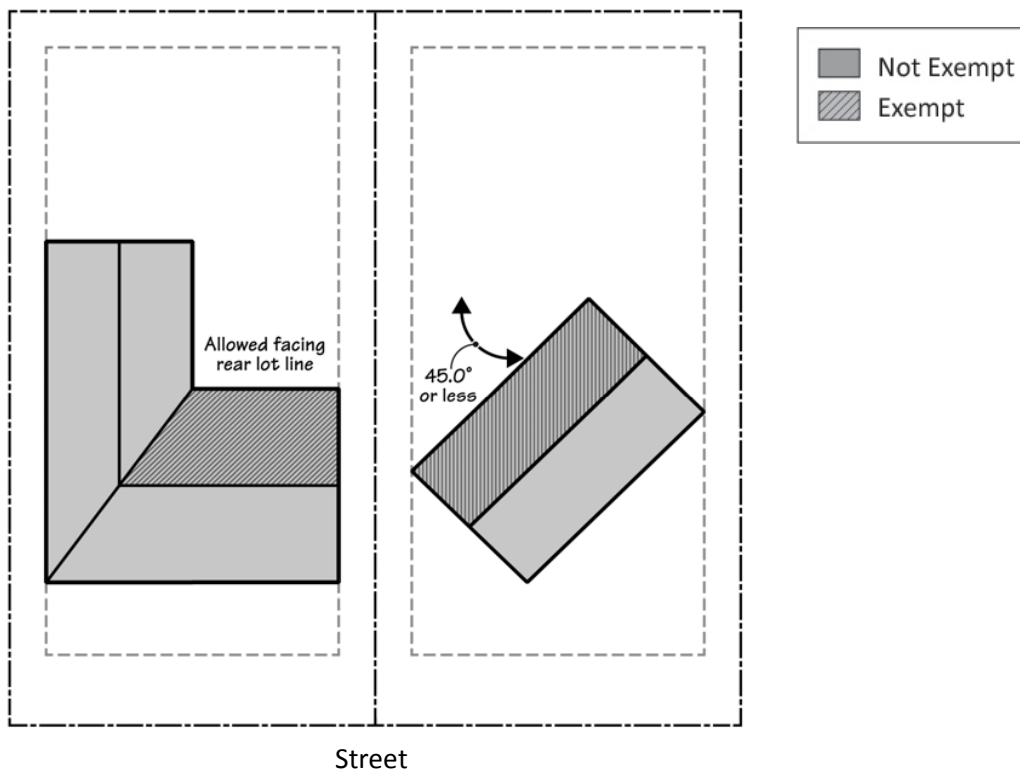 Not Exempt
Exempt
Allowed facing
rear lot line
45.0°
or less
Street